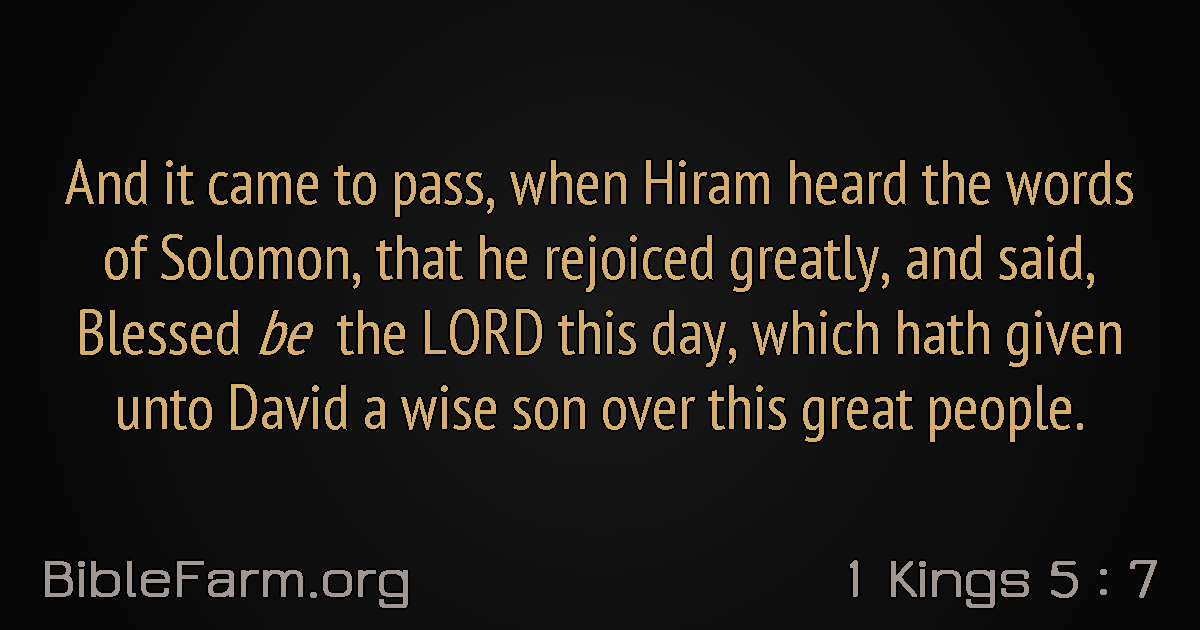 And it came to pass, when Hiram heard the words
of Solomon, that he rejoiced greatly, and said,
Blessed be the LORD this day, which hath given
unto David a wise son over this great people.
BibleFarm.org
1 Kings 5 : 7